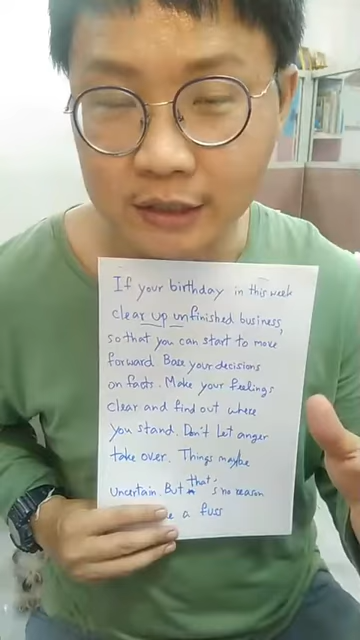 If your birthday in this week
clear up unfinished business,
so that you can start to move
forward Base your decisions
on facts. Make your feelings
clear and find out where
you stand. Don't let anger
take over. Things maybe
uncertain. But that's no reason
a fuss